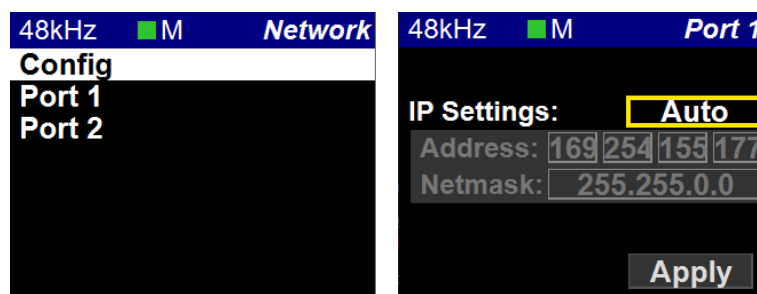 48kHz M Network
Config
Port 1
Port 2
48kHz M Port 1
IP Settings: Auto
Address: 169 254 155 177
Netmask: 255.255.0.0
Apply